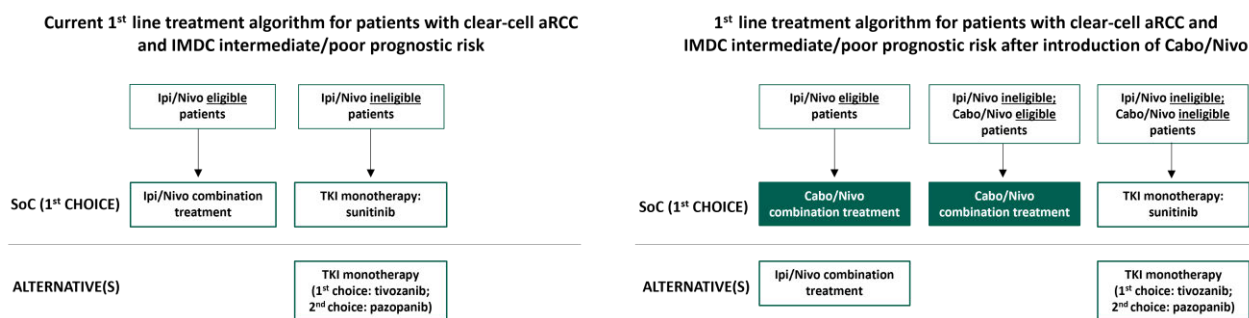 Current 1st line treatment algorithm for patients with clear-cell aRCC
and IMDC intermediate/poor prognostic risk
Ipi/Nivo eligible
patients
Ipi/Nivo ineligible
patients
SoC (1st CHOICE)
Ipi/Nivo combination
treatment
TKI monotherapy:
sunitinib
ALTERNATIVE(S)
TKI monotherapy
(1st choice: tivozanib;
2nd choice: pazopanib)
1st line treatment algorithm for patients with clear-cell aRCC and
IMDC intermediate/poor prognostic risk after introduction of Cabo/Nivo
Ipi/Nivo eligible
patients
Ipi/Nivo ineligible;
Cabo/Nivo eligible
patients
Ipi/Nivo ineligible;
Cabo/Nivo ineligible
patients
SoC (1st CHOICE)
Cabo/Nivo
combination treatment
Cabo/Nivo
combination treatment
TKI monotherapy:
sunitinib
ALTERNATIVE(S)
Ipi/Nivo combination
treatment
TKI monotherapy
(1st choice: tivozanib;
2nd choice: pazopanib)